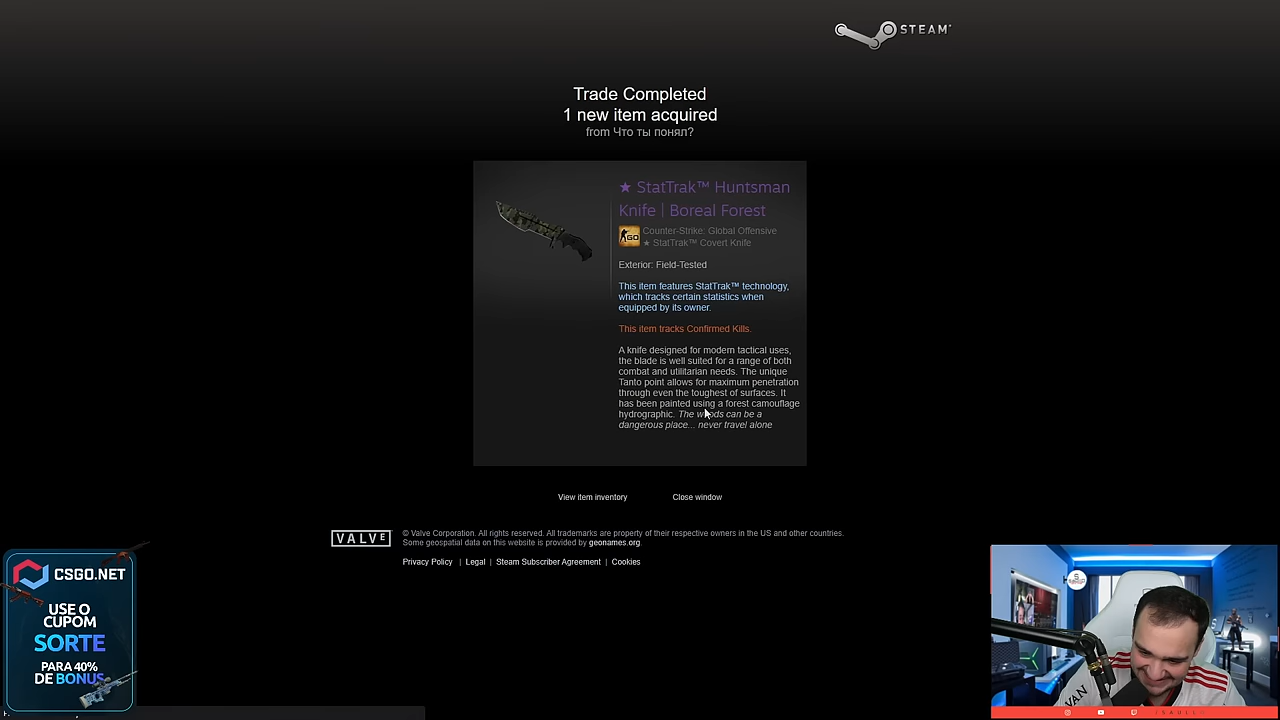 STEAM
Trade Completed
1 new item acquired
from Что ты понял?
★ StatTrak™ Huntsman
Knife | Boreal Forest
Counter-Strike: Global Offensive
★ StatTrak™ Covert Knife
Exterior: Field-Tested
This item features StatTrak™ technology,
which tracks certain statistics when
equipped by its owner.
This item tracks Confirmed Kills.
A knife designed for modern tactical uses,
the blade is well suited for a range of both
combat and utilitarian needs. The unique
Tanto point allows for maximum penetration
through even the toughest of surfaces. It
has been painted using a forest camouflage
hydrographic. The woods can be a
dangerous place... never travel alone
View item inventory
Close window
VALVE
© Valve Corporation. All rights reserved. All trademarks are property of their respective owners in the US and other countries.
Some geospatial data on this website is provided by geonames.org.
Privacy Policy | Legal | Steam Subscriber Agreement | Cookies
CSGO.NET
USE O
CUPOM
SORTE
PARA 40%
DE BONUS